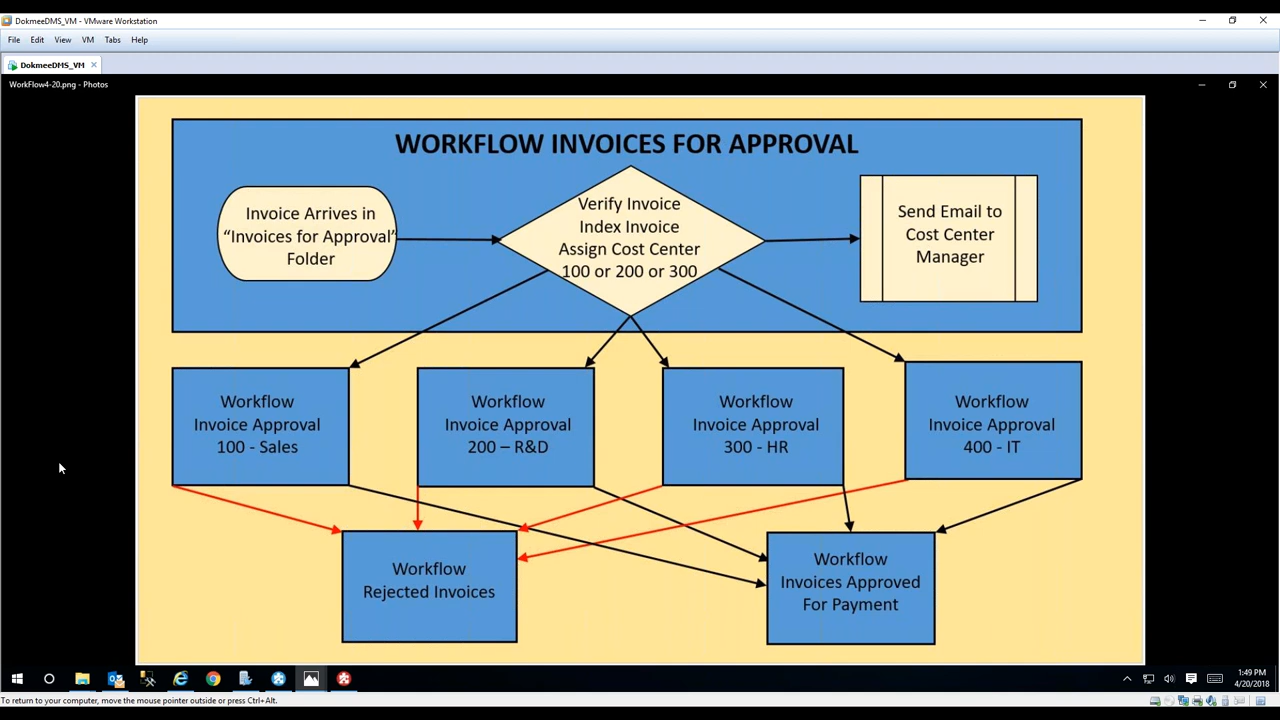 DokmeeDMS_VM - VMware Workstation
File Edit View VM Tabs Help
DokmeeDMS_VM
WorkFlow4-20.png - Photos
WORKFLOW INVOICES FOR APPROVAL
Invoice Arrives in
“Invoices for Approval”
Folder
Verify Invoice
Index Invoice
Assign Cost Center
100 or 200 or 300
Send Email to
Cost Center
Manager
Workflow
Invoice Approval
100 - Sales
Workflow
Invoice Approval
200 – R&D
Workflow
Invoice Approval
300 - HR
Workflow
Invoice Approval
400 - IT
Workflow
Rejected Invoices
Workflow
Invoices Approved
For Payment
1:49 PM
4/20/2018
To return to your computer, move the mouse pointer outside or press Ctrl+Alt.